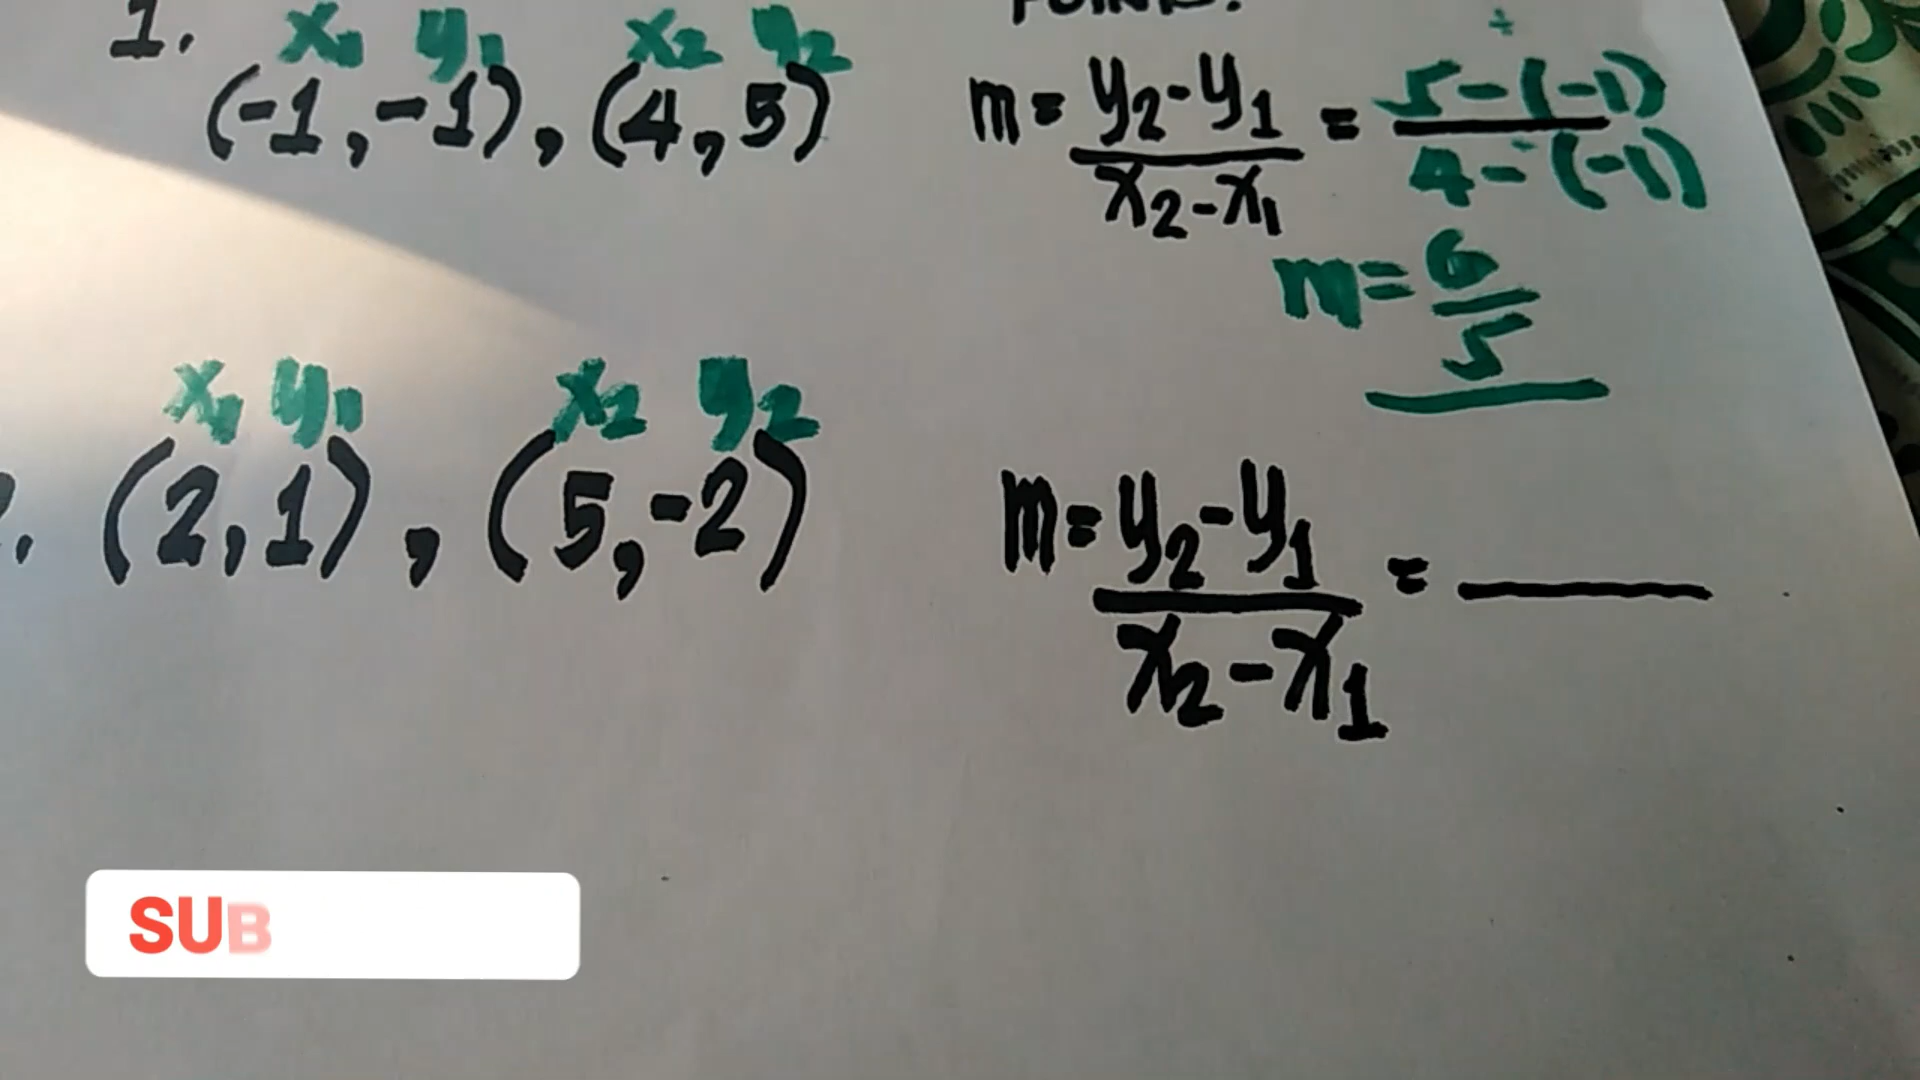 POINTS.
1. x₁ y₁ x₂ y₂
(-1,-1), (4,5)
m = y₂-y₁ / x₂-x₁ = 5-(-1) / 4-(-1)
m = 6/5
x₁ y₁ x₂ y₂
. (2,1), (5,-2)
m = y₂-y₁ / x₂-x₁ = ———
SUB